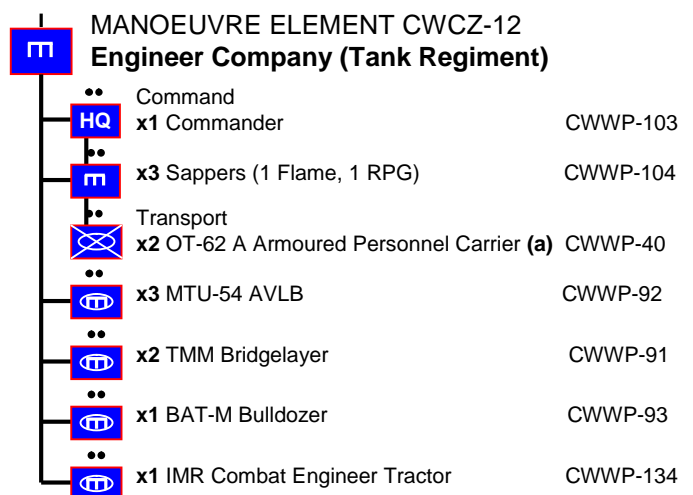 MANOEUVRE ELEMENT CWCZ-12
Engineer Company (Tank Regiment)
Command
HQ x1 Commander CWWP-103
x3 Sappers (1 Flame, 1 RPG) CWWP-104
Transport
x2 OT-62 A Armoured Personnel Carrier (a) CWWP-40
x3 MTU-54 AVLB CWWP-92
x2 TMM Bridgelayer CWWP-91
x1 BAT-M Bulldozer CWWP-93
x1 IMR Combat Engineer Tractor CWWP-134